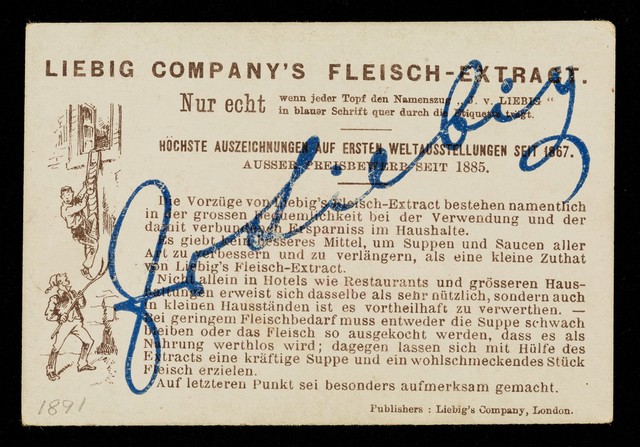 LIEBIG COMPANY'S FLEISCH-EXTRACT.
Nur echt wenn jeder Topf den Namenszug „J. v. LIEBIG“
in blauer Schrift quer durch die Etiquette trägt.
HÖCHSTE AUSZEICHNUNGEN AUF ERSTEN WELTAUSSTELLUNGEN SEIT 1867.
AUSSER PREISBEWERB SEIT 1885.
Die Vorzüge von Liebig's Fleisch-Extract bestehen namentlich
in der grossen Bequemlichkeit bei der Verwendung und der
damit verbundenen Ersparniss im Haushalte.
Es giebt kein besseres Mittel, um Suppen und Saucen aller
Art zu verbessern und zu verlängern, als eine kleine Zuthat
von Liebig's Fleisch-Extract.
Nicht allein in Hotels wie Restaurants und grösseren Haus-
haltungen erweist sich dasselbe als sehr nützlich, sondern auch
in kleinen Hausständen ist es vortheilhaft zu verwerthen. —
Bei geringem Fleischbedarf muss entweder die Suppe schwach
bleiben oder das Fleisch so ausgekocht werden, dass es als
Nahrung werthlos wird; dagegen lassen sich mit Hülfe des
Extracts eine kräftige Suppe und ein wohlschmeckendes Stück
Fleisch erzielen.
Auf letzteren Punkt sei besonders aufmerksam gemacht.
Publishers : Liebig's Company, London.
J v Liebig
1891